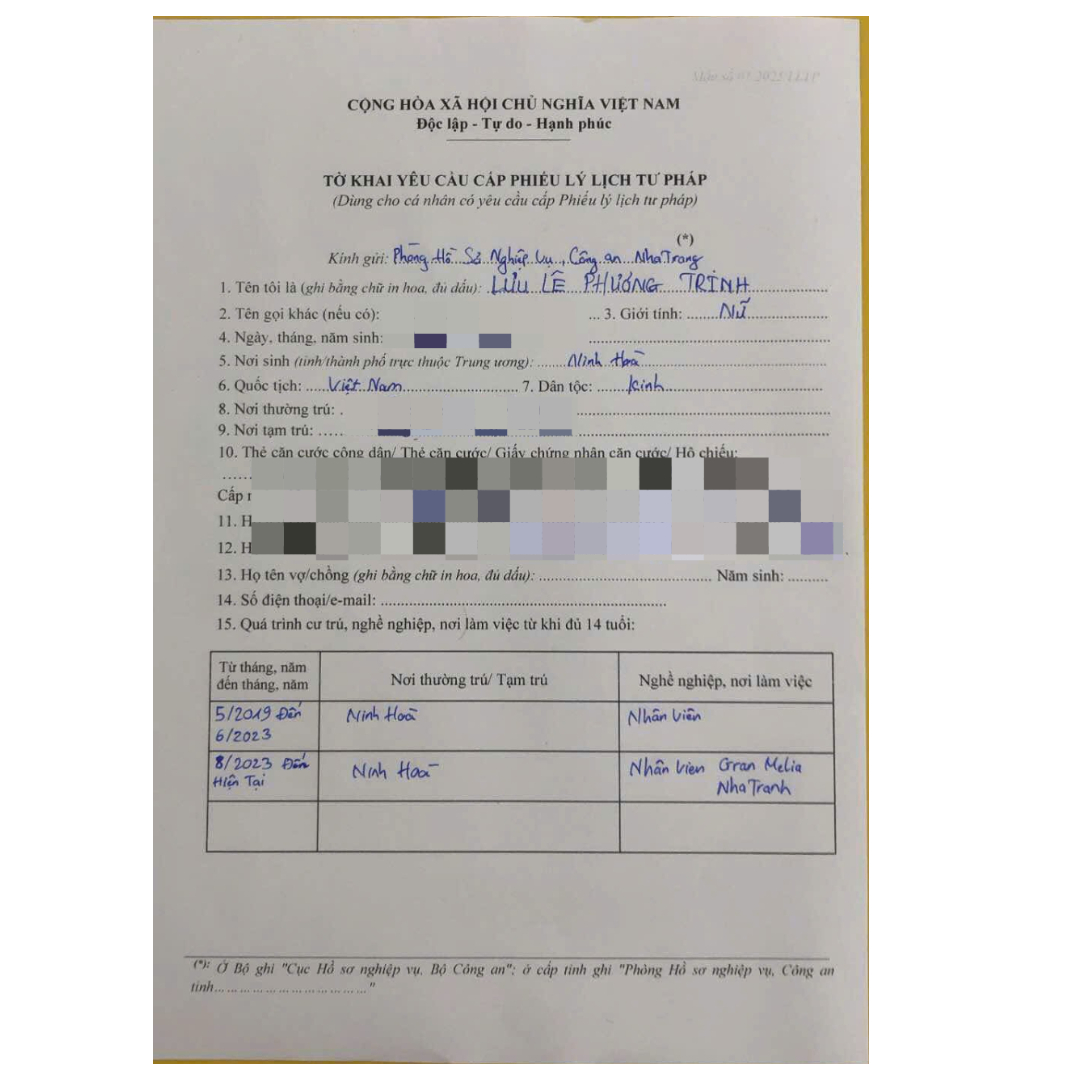 Mẫu số 03/2025/LLTP
CỘNG HÒA XÃ HỘI CHỦ NGHĨA VIỆT NAM
Độc lập - Tự do - Hạnh phúc
TỜ KHAI YÊU CẦU CẤP PHIẾU LÝ LỊCH TƯ PHÁP
(Dùng cho cá nhân có yêu cầu cấp Phiếu lý lịch tư pháp)
(*)
Kính gửi: Phòng Hồ Sơ Nghiệp Vụ, Công an Nha Trang
1. Tên tôi là (ghi bằng chữ in hoa, đủ dấu): LƯU LÊ PHƯƠNG TRINH
2. Tên gọi khác (nếu có): ... 3. Giới tính: Nữ
4. Ngày, tháng, năm sinh:
5. Nơi sinh (tỉnh/thành phố trực thuộc Trung ương): Ninh Hoà
6. Quốc tịch: Việt Nam 7. Dân tộc: Kinh
8. Nơi thường trú:
9. Nơi tạm trú:
10. Thẻ căn cước công dân/ Thẻ căn cước/ Giấy chứng nhận căn cước/ Hộ chiếu:
Cấp
11. H
12. H
13. Họ tên vợ/chồng (ghi bằng chữ in hoa, đủ dấu): Năm sinh:
14. Số điện thoại/e-mail:
15. Quá trình cư trú, nghề nghiệp, nơi làm việc từ khi đủ 14 tuổi:
Từ tháng, năm đến tháng, năm
Nơi thường trú/ Tạm trú
Nghề nghiệp, nơi làm việc
5/2019 Đến 6/2023
Ninh Hoà
Nhân Viên
8/2023 Đến Hiện Tại
Ninh Hoà
Nhân Viên Gran Melia
Nha Tranh
(*): Ở Bộ ghi "Cục Hồ sơ nghiệp vụ, Bộ Công an"; ở cấp tỉnh ghi "Phòng Hồ sơ nghiệp vụ, Công an
tỉnh……………………………"